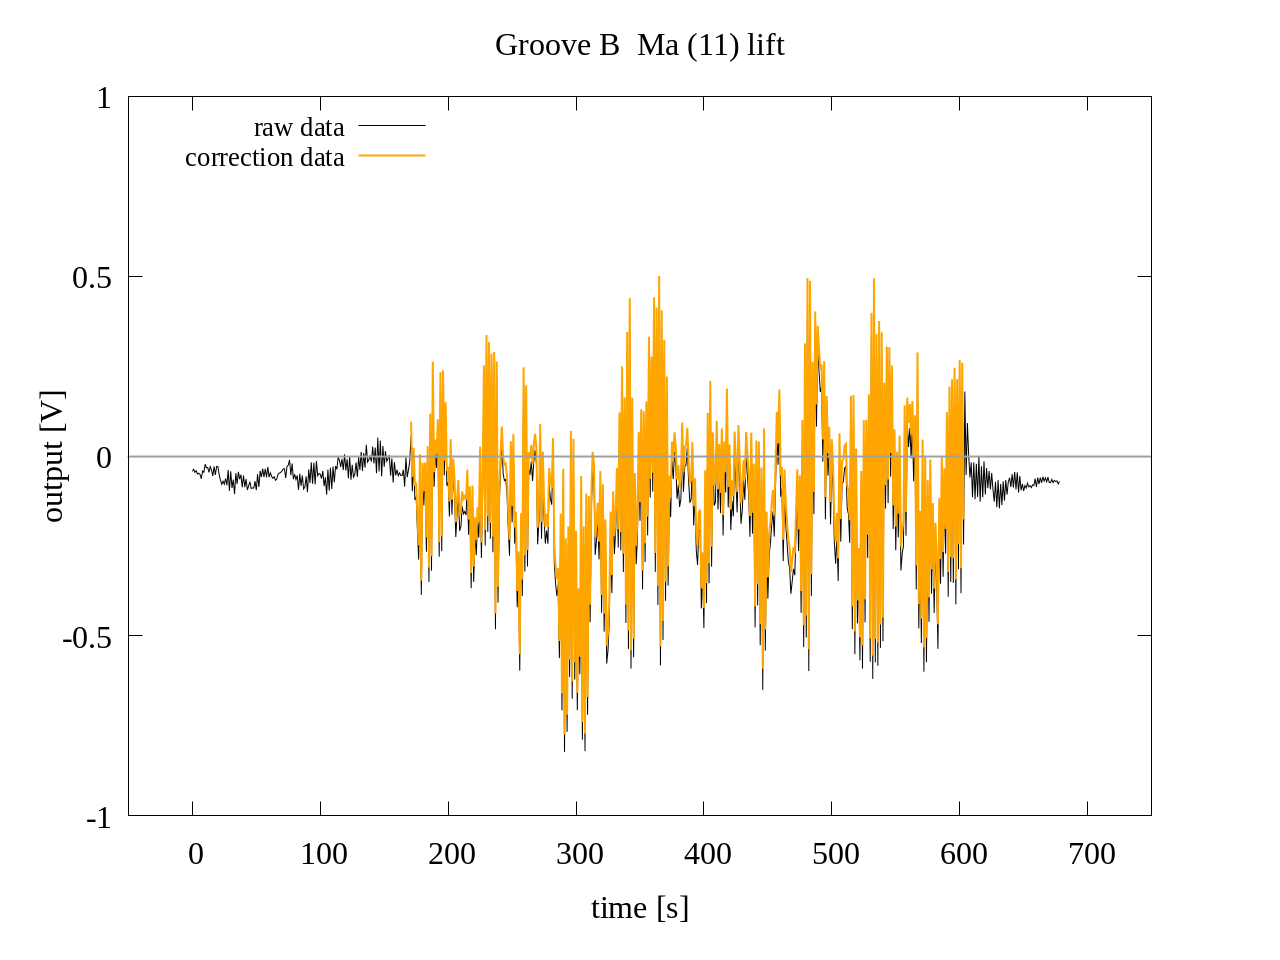 Groove B  Ma (11) lift
raw data
correction data
1
0.5
0
-0.5
-1
output [V]
0 100 200 300 400 500 600 700
time [s]